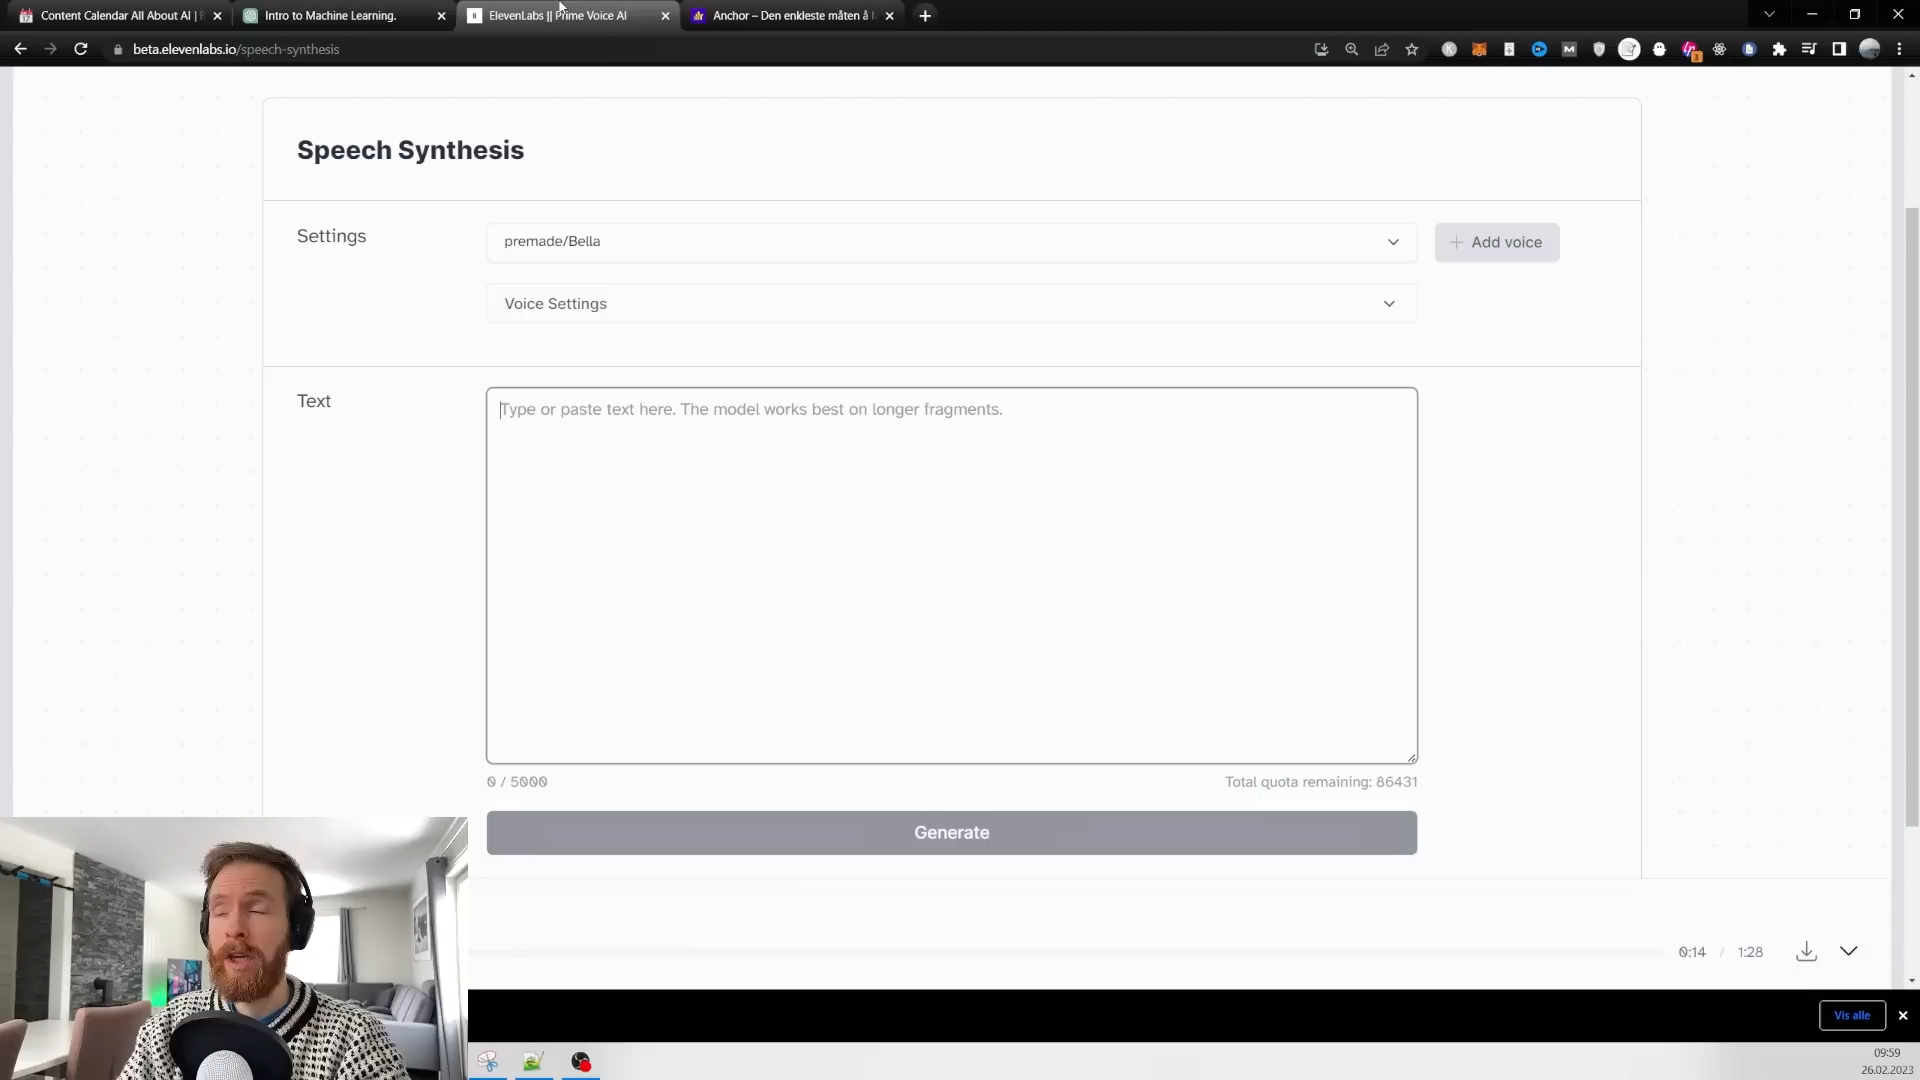 Content Calendar All About AI |
Intro to Machine Learning.
ElevenLabs || Prime Voice AI
Anchor – Den enkleste måten å
beta.elevenlabs.io/speech-synthesis
3
Speech Synthesis
Settings
premade/Bella
Add voice
Voice Settings
Text
Type or paste text here. The model works best on longer fragments.
0 / 5000
Total quota remaining: 86431
Generate
0:14 / 1:28
Vis alle
09:59
26.02.2023